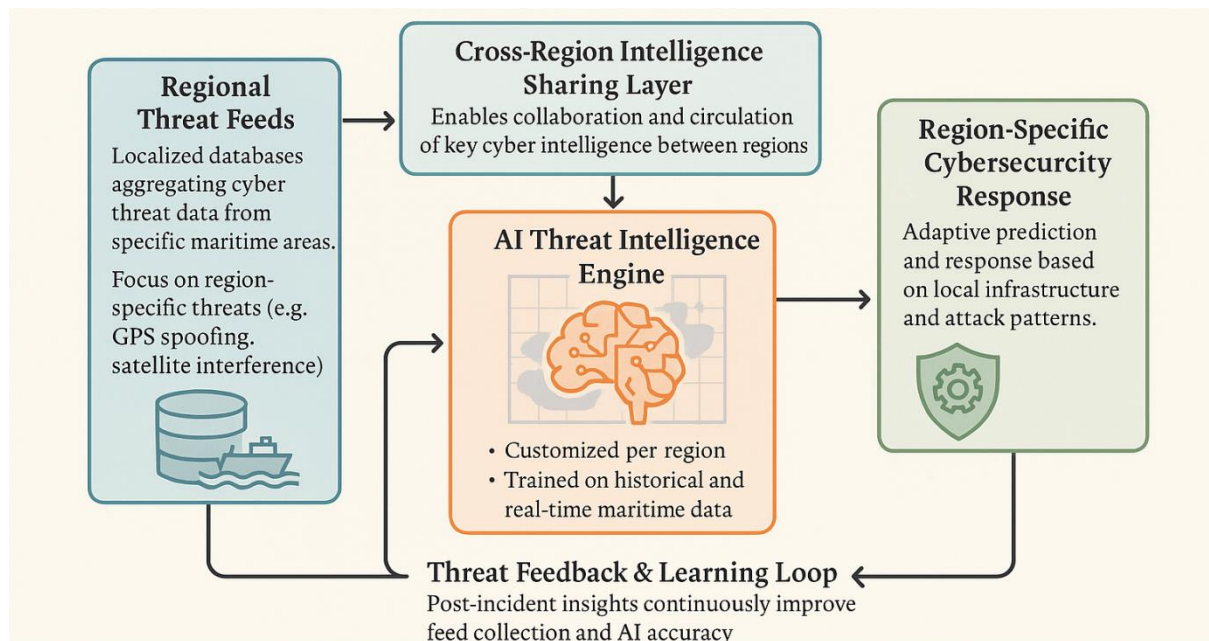 Regional
Threat Feeds
Localized databases
aggregating cyber
threat data from
specific maritime areas.
Focus on region-
specific threats (e.g.
GPS spoofing.
satellite interference)
Cross-Region Intelligence
Sharing Layer
Enables collaboration and circulation
of key cyber intelligence between regions
AI Threat Intelligence
Engine
• Customized per region
• Trained on historical and
real-time maritime data
Region-Specific
Cybersecurcity
Response
Adaptive prediction
and response based
on local infrastructure
and attack patterns.
Threat Feedback & Learning Loop
Post-incident insights continuously improve
feed collection and AI accuracy